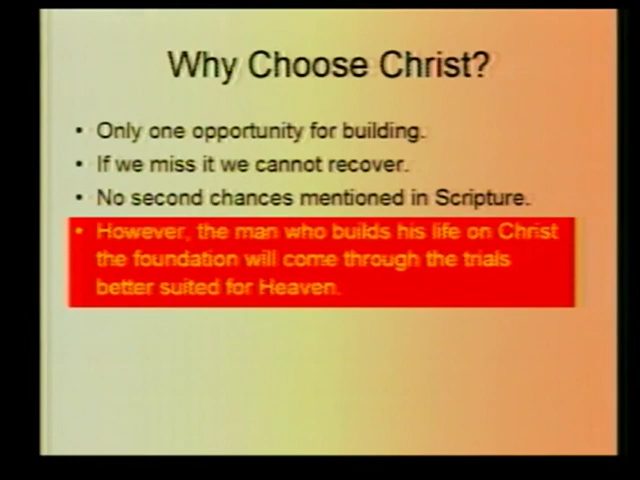 Why Choose Christ?
• Only one opportunity for building.
• If we miss it we cannot recover.
• No second chances mentioned in Scripture.
• However, the man who builds his life on Christ
the foundation will come through the trials
better suited for Heaven.